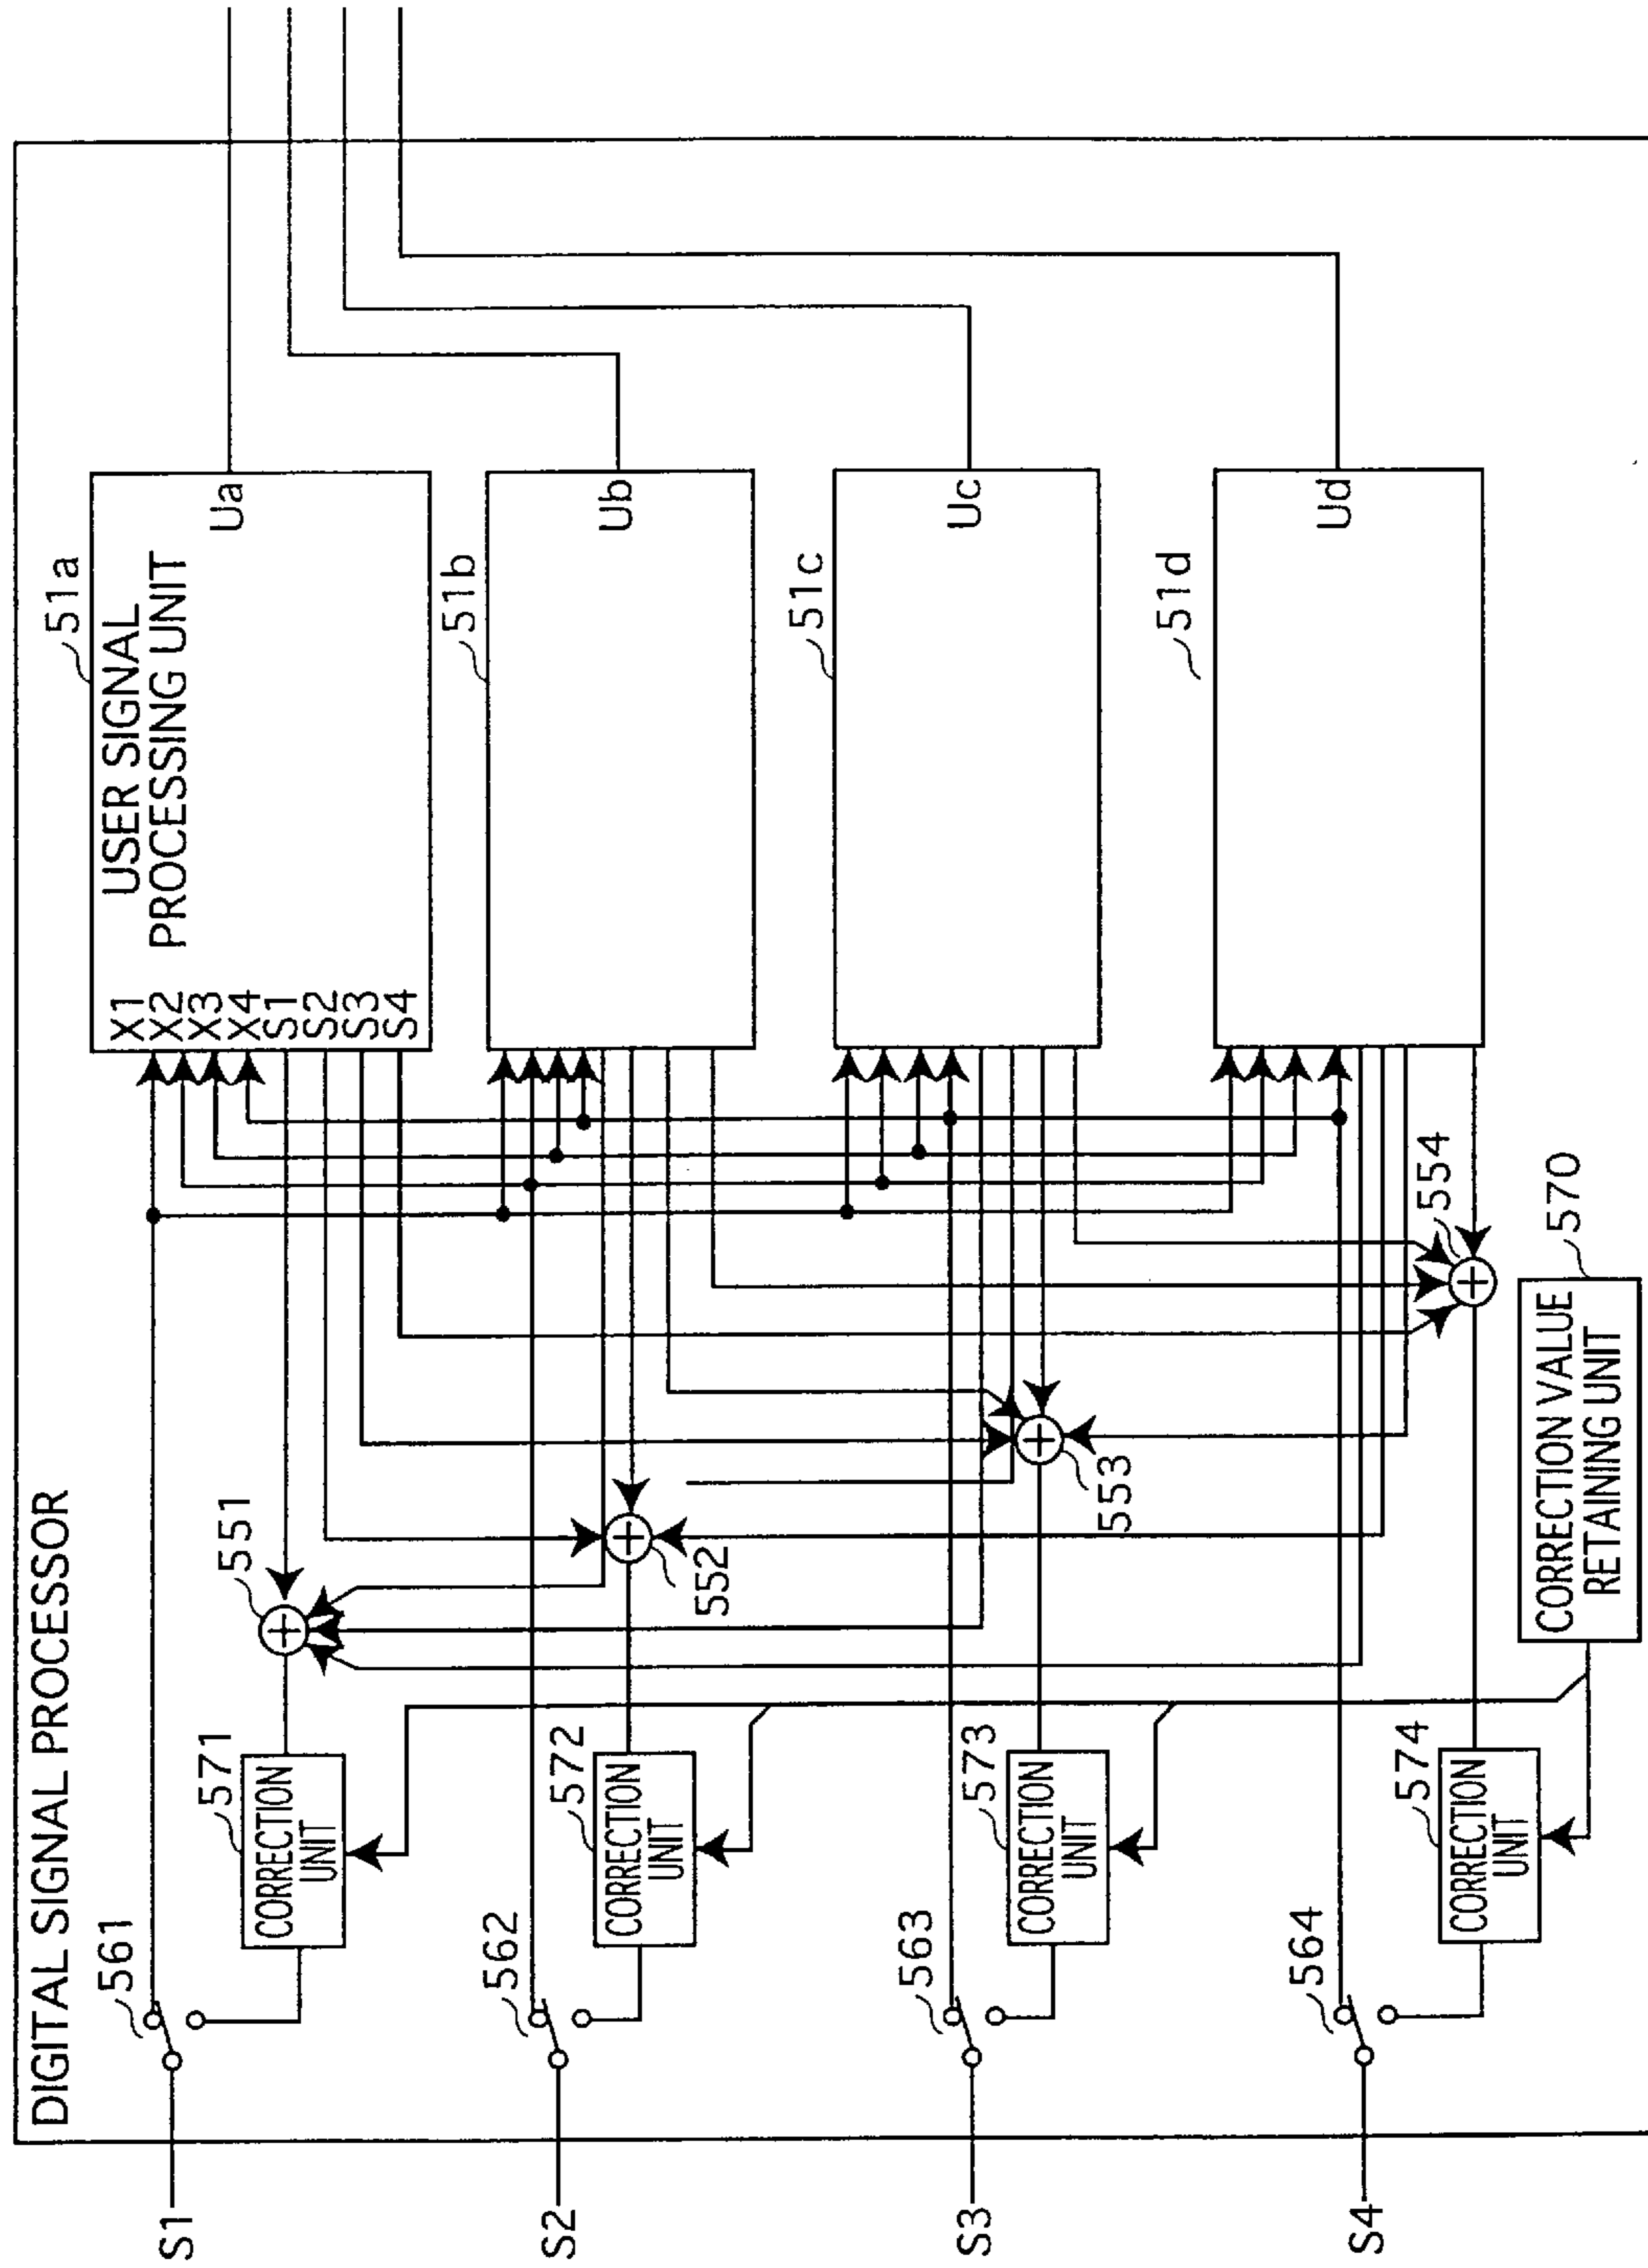 DIGITAL SIGNAL PROCESSOR
S1
561
571
CORRECTION
UNIT
551
X1
X2
X3
X4
S1
S2
S3
S4
USER SIGNAL
PROCESSING UNIT
51a
Ua
S2
562
572
CORRECTION
UNIT
552
51b
Ub
S3
563
573
CORRECTION
UNIT
553
51c
Uc
S4
564
574
CORRECTION
UNIT
554
51d
Ud
CORRECTION VALUE
RETAINING UNIT
570